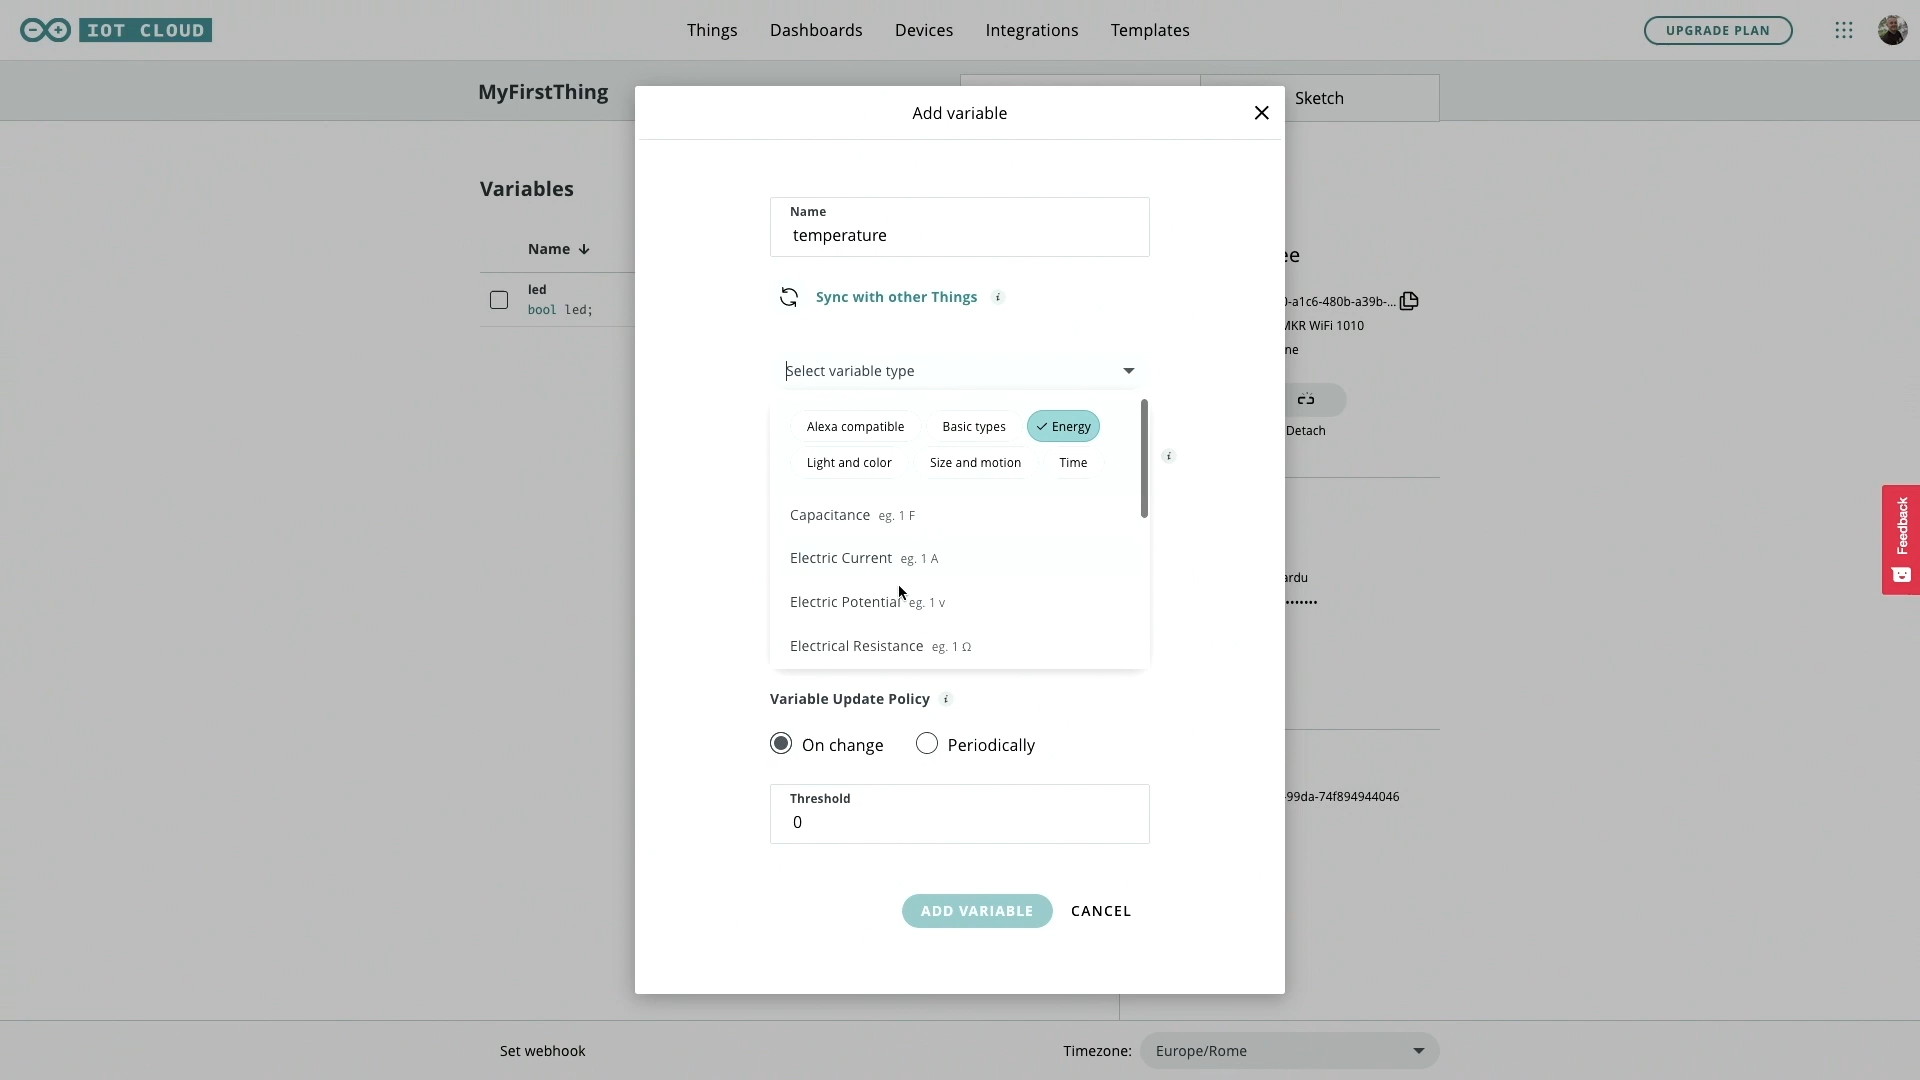 IOT CLOUD
Things Dashboards Devices Integrations Templates
UPGRADE PLAN
MyFirstThing
Sketch
Add variable
Variables
Name
led
bool led;
Name
temperature
Sync with other Things i
Select variable type
Alexa compatible Basic types Energy
Light and color Size and motion Time
i
Capacitance eg. 1 F
Electric Current eg. 1 A
Electric Potential eg. 1 v
Electrical Resistance eg. 1 Ω
Variable Update Policy i
On change Periodically
Threshold
0
ADD VARIABLE CANCEL
-a1c6-480b-a39b-...
MKR WiFi 1010
Detach
ardu
-99da-74f894944046
Feedback
Set webhook
Timezone: Europe/Rome